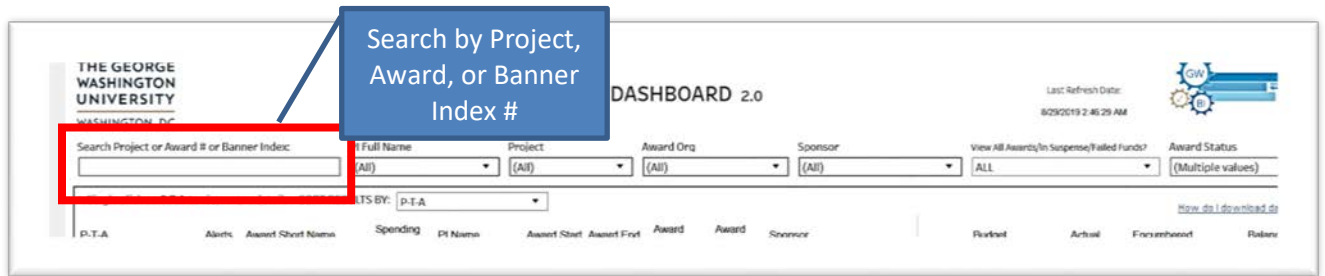 Search by Project,
Award, or Banner
Index #
THE GEORGE
WASHINGTON
UNIVERSITY
WASHINGTON, DC
DASHBOARD 2.0
Last Refresh Date:
8/29/2019 2:46:29 AM
GW
BI
Search Project or Award # or Banner Index:
Full Name
Project
Award Org
Sponsor
View All Awards/In Suspense/Failed Funds?
Award Status
(All)
(All)
(All)
(All)
ALL
(Multiple values)
LTS BY: P-T-A
How do I download da
P-T-A Alerts Award Short Name Spending PI Name Award Start Award End Award Award Sponsor Budget Actual Encumbered Balan